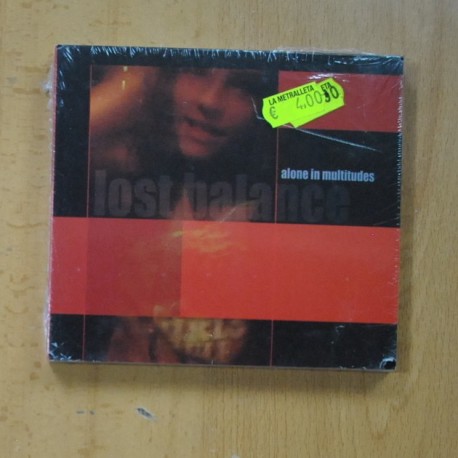 LA METRALLETA
€ 4,00
alone in multitudes
lost balance